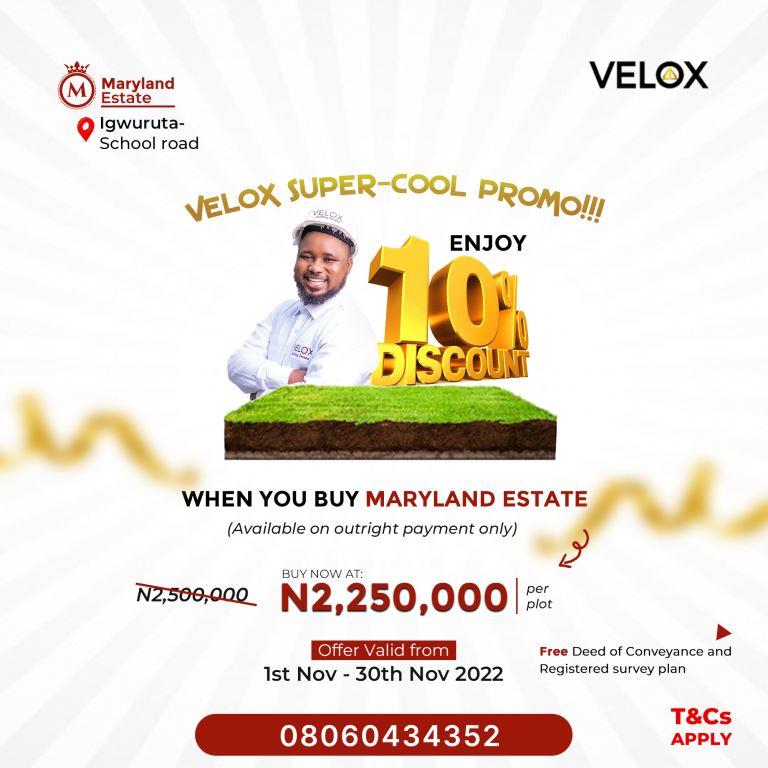 M
Maryland
Estate
Igwuruta-
School road
VELOX
VELOX SUPER-COOL PROMO!!!
VELOX
ENJOY
10%
DISCOUNT
VELOX
WHEN YOU BUY MARYLAND ESTATE
(Available on outright payment only)
BUY NOW AT:
N2,500,000
N2,250,000
per
plot
Offer Valid from
1st Nov - 30th Nov 2022
Free Deed of Conveyance and
Registered survey plan
08060434352
T&Cs
APPLY